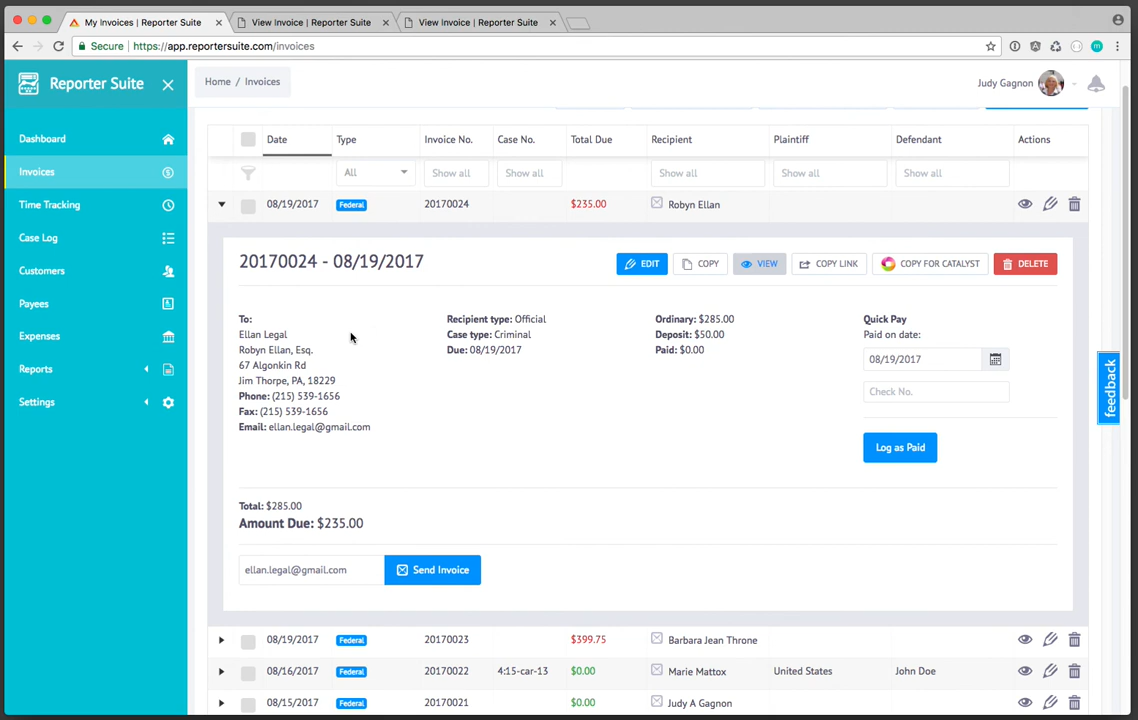 My Invoices | Reporter Suite
View Invoice | Reporter Suite
View Invoice | Reporter Suite
Secure
https://app.reportersuite.com/invoices
Reporter Suite
Home / Invoices
Judy Gagnon
Dashboard
Invoices
Time Tracking
Case Log
Customers
Payees
Expenses
Reports
Settings
Date Type Invoice No. Case No. Total Due Recipient Plaintiff Defendant Actions
All Show all Show all Show all Show all Show all
08/19/2017 Federal 20170024 $235.00 Robyn Ellan
20170024 - 08/19/2017
EDIT COPY VIEW COPY LINK COPY FOR CATALYST DELETE
To:
Ellan Legal
Robyn Ellan, Esq.
67 Algonkin Rd
Jim Thorpe, PA, 18229
Phone: (215) 539-1656
Fax: (215) 539-1656
Email: ellan.legal@gmail.com
Recipient type: Official
Case type: Criminal
Due: 08/19/2017
Ordinary: $285.00
Deposit: $50.00
Paid: $0.00
Quick Pay
Paid on date:
08/19/2017
Check No.
Log as Paid
Total: $285.00
Amount Due: $235.00
ellan.legal@gmail.com
Send Invoice
08/19/2017 Federal 20170023 $399.75 Barbara Jean Throne
08/16/2017 Federal 20170022 4:15-car-13 $0.00 Marie Mattox United States John Doe
08/15/2017 Federal 20170021 $0.00 Judy A Gagnon
feedback